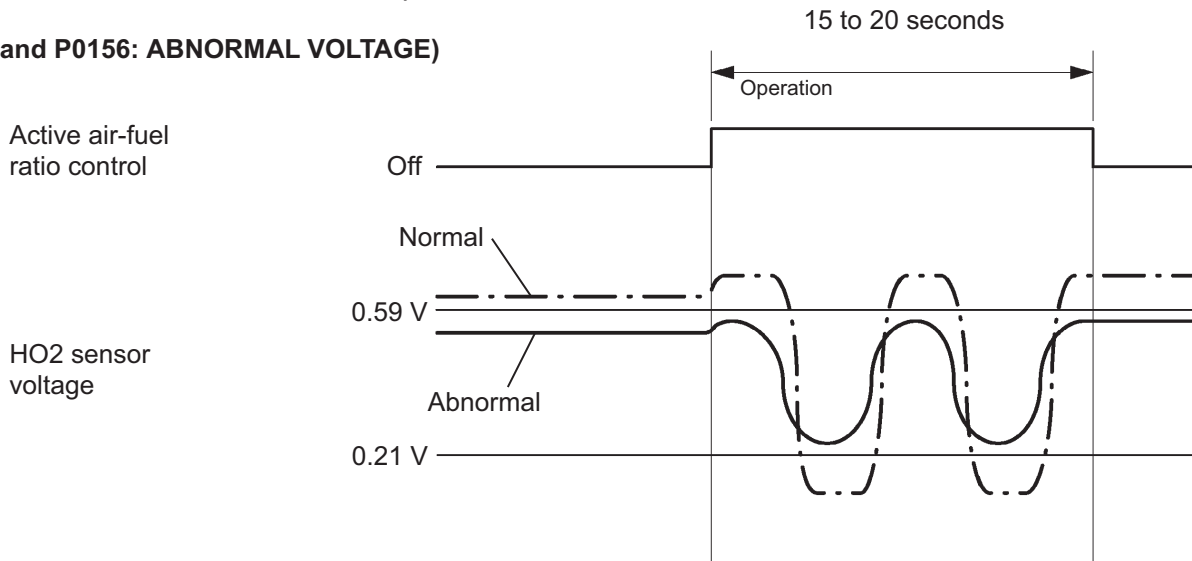 15 to 20 seconds
and P0156: ABNORMAL VOLTAGE)
Operation
Active air-fuel
ratio control
Off
Normal
0.59 V
HO2 sensor
voltage
Abnormal
0.21 V